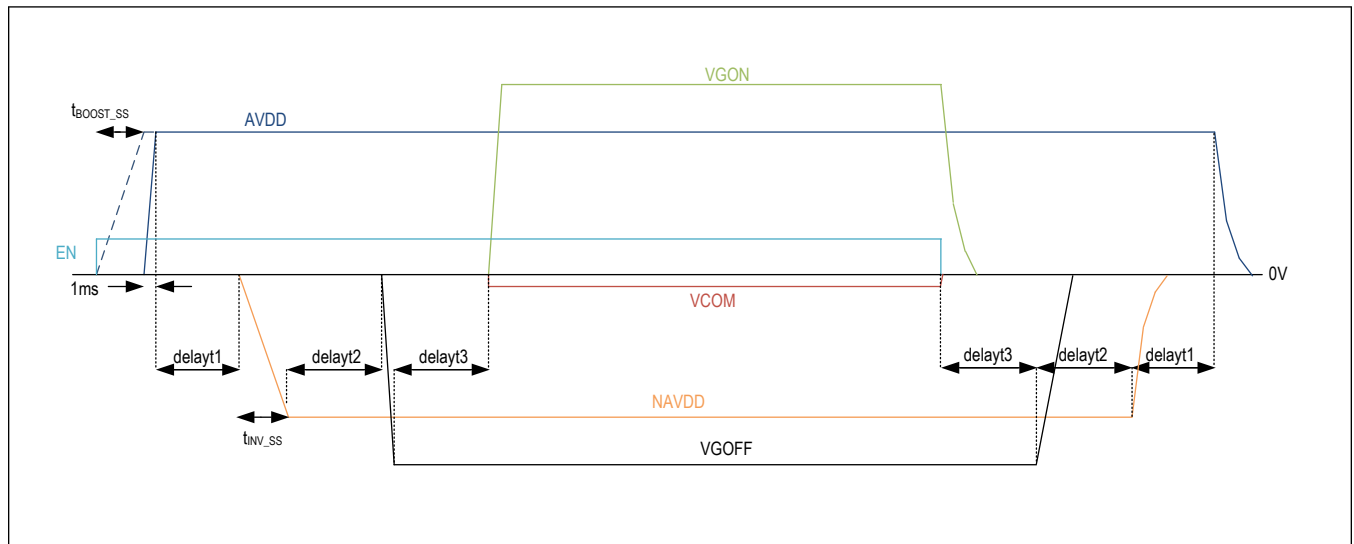 VGON
tBOOST_SS
AVDD
EN
0V
1ms
VCOM
delayt1
delayt2
delayt3
delayt3
delayt2
delayt1
NAVDD
tINV_SS
VGOFF